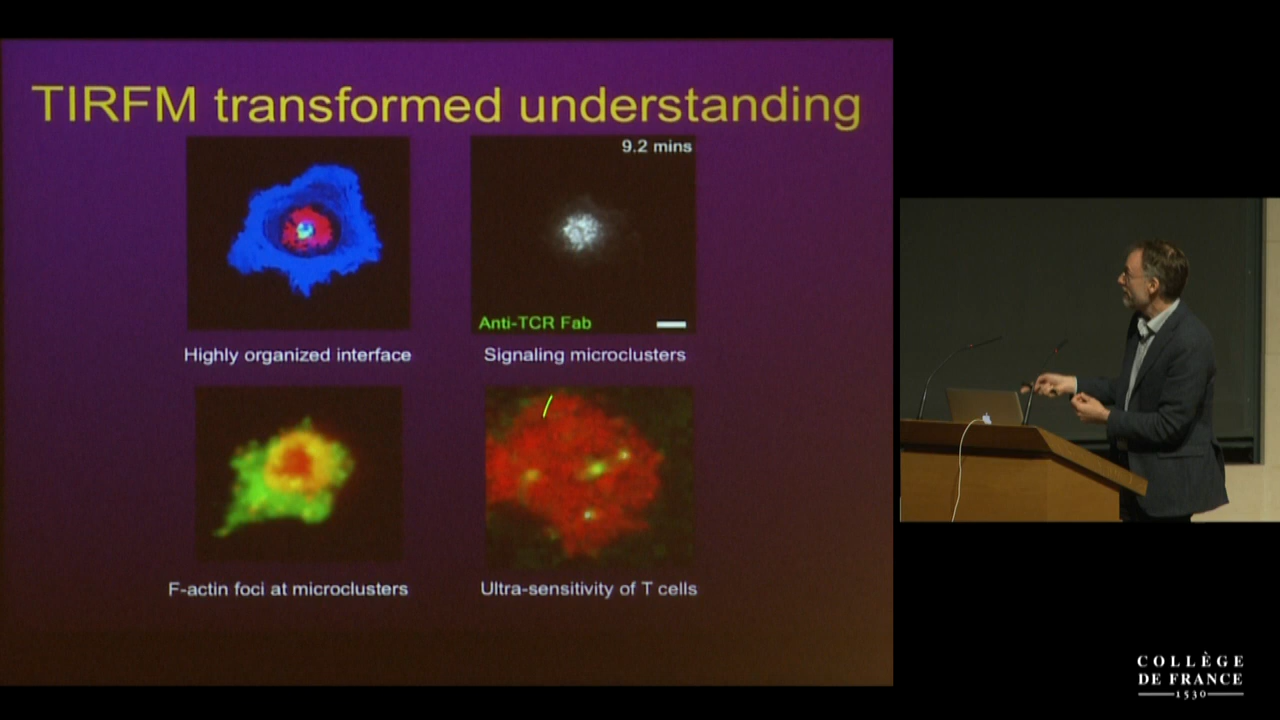 TIRFM transformed understanding
9.2 mins
Anti-TCR Fab
Highly organized interface
Signaling microclusters
F-actin foci at microclusters
Ultra-sensitivity of T cells
COLLÈGE
DE FRANCE
1530